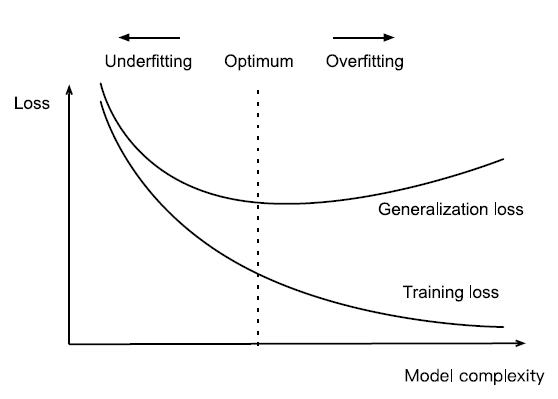 Underfitting Optimum Overfitting
Loss
Generalization loss
Training loss
Model complexity